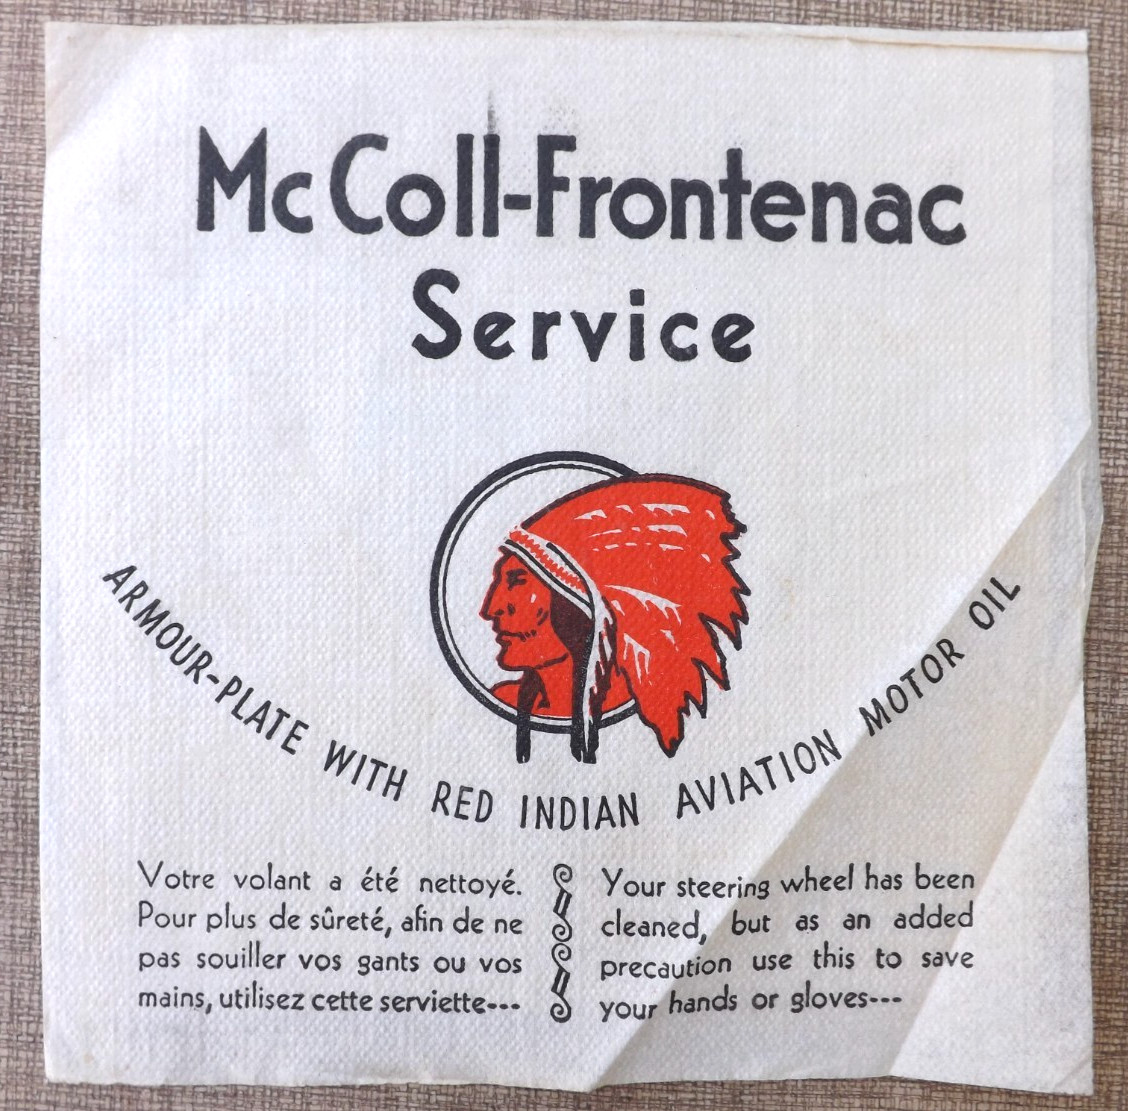 McColl-Frontenac
Service
ARMOUR-PLATE WITH RED INDIAN AVIATION MOTOR OIL
Votre volant a été nettoyé.
Pour plus de sûreté, afin de ne
pas souiller vos gants ou vos
mains, utilisez cette serviette---
Your steering wheel has been
cleaned, but as an added
precaution use this to save
your hands or gloves---